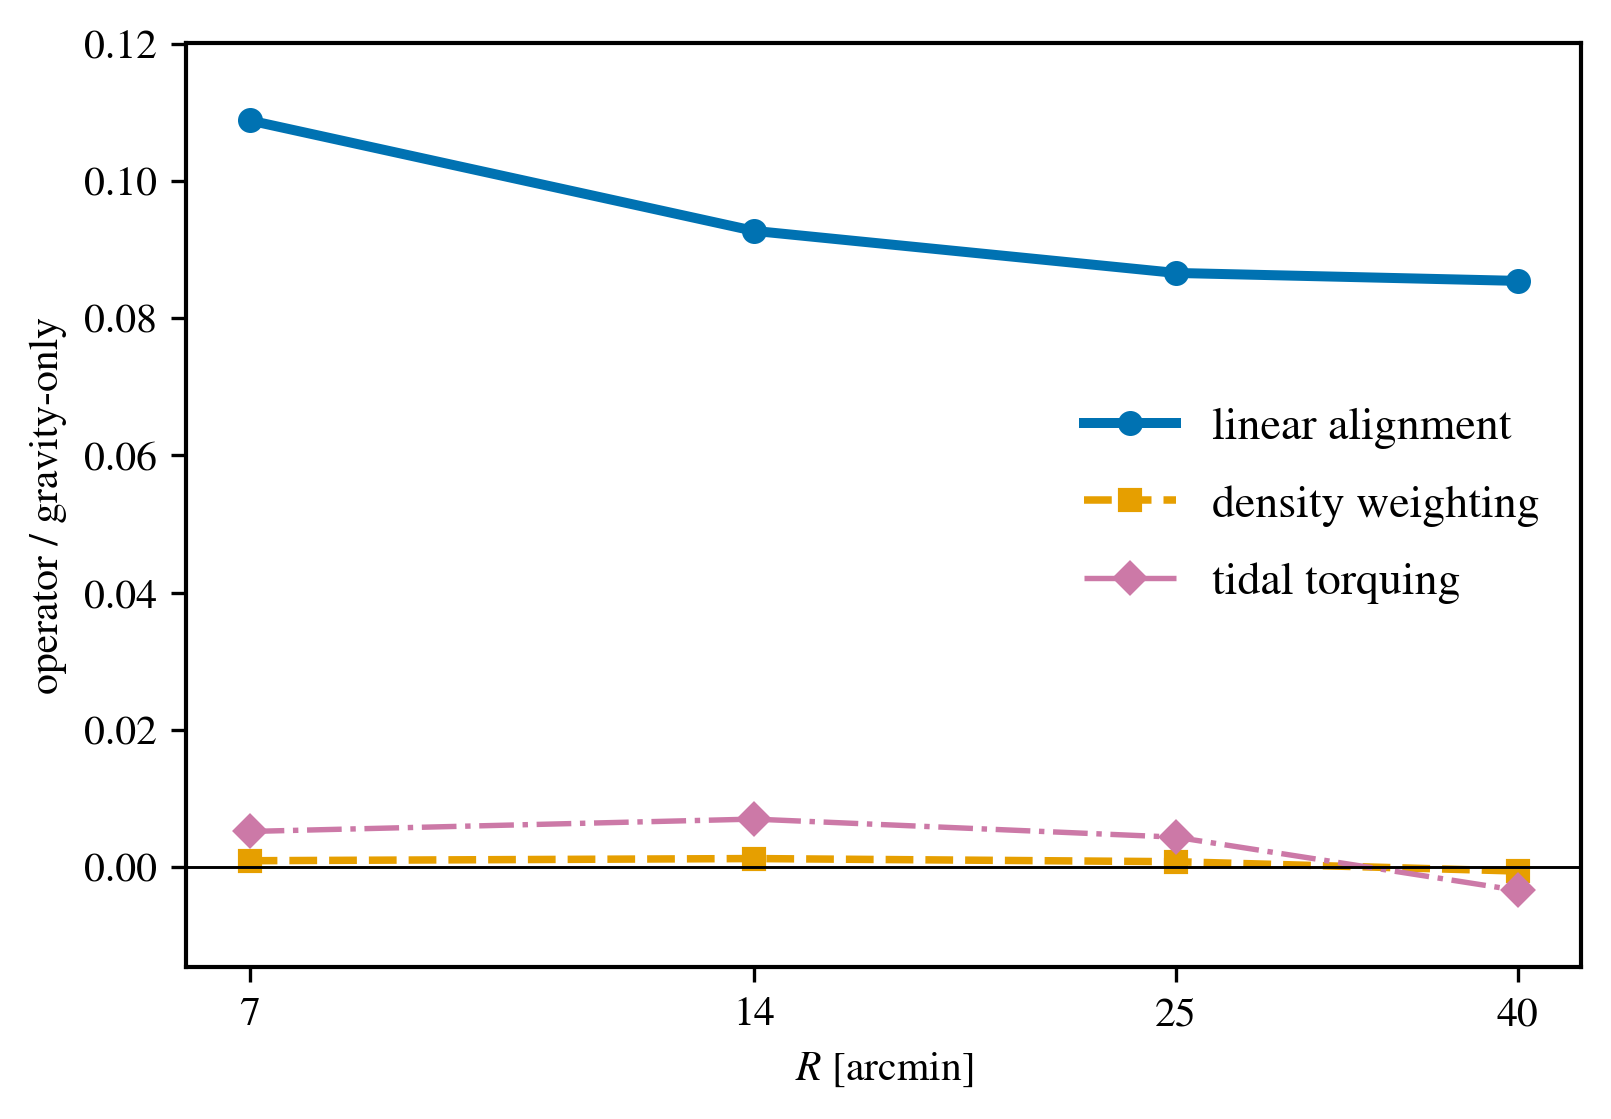 0.12
0.10
0.08
0.06
0.04
0.02
0.00
operator / gravity-only
linear alignment
density weighting
tidal torquing
7
14
25
40
R [arcmin]